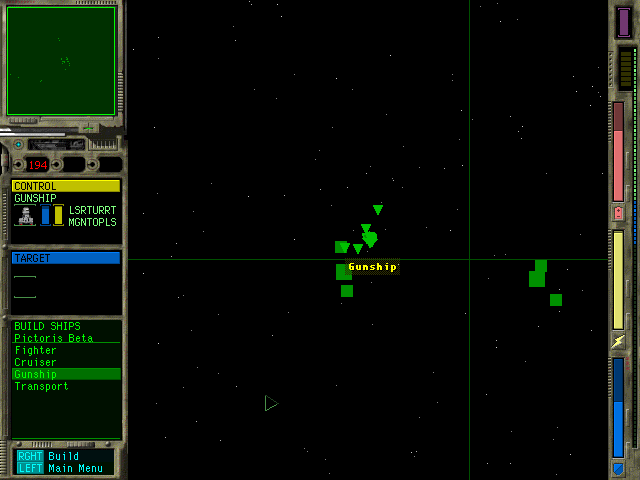 194
CONTROL
GUNSHIP
LSRTURRT
MGNTOPLS
TARGET
BUILD SHIPS
Pictoris Beta
Fighter
Cruiser
Gunship
Transport
RGHT Build
LEFT Main Menu
Gunship